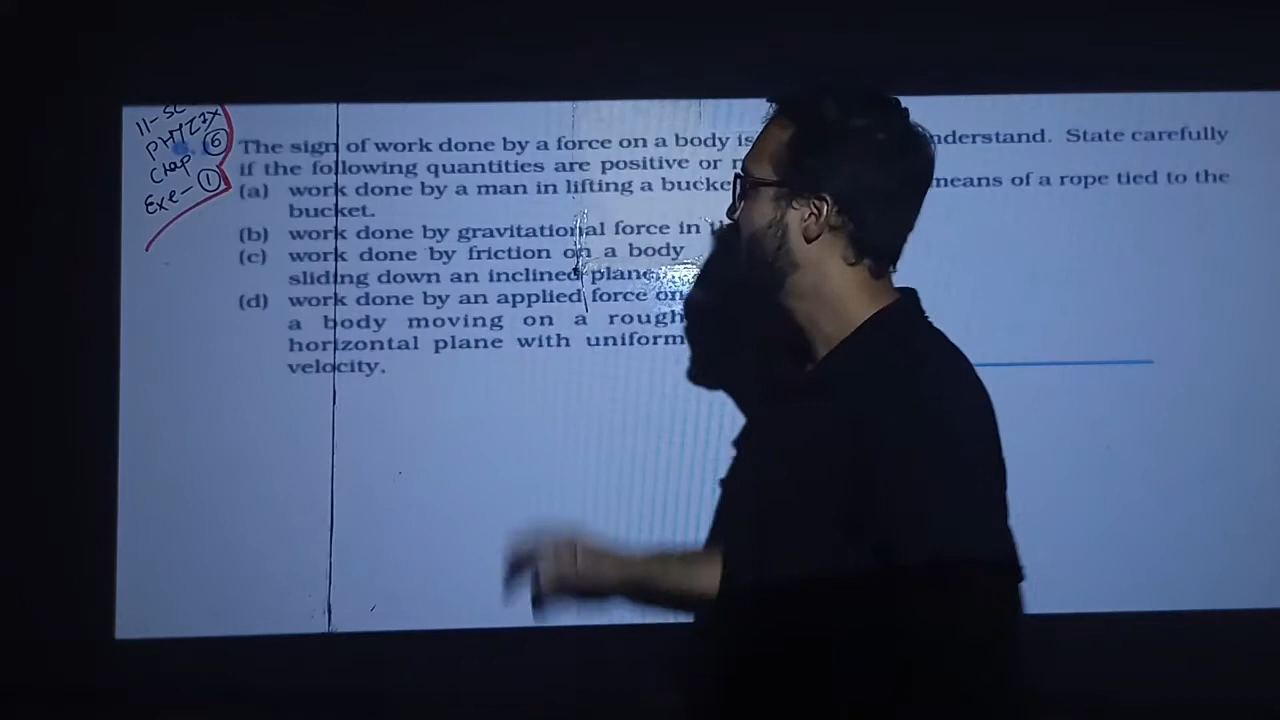 11-SC
PHYZIX
Chap 6
Exe- 1
The sign of work done by a force on a body is understand. State carefully
if the following quantities are positive or
(a) work done by a man in lifting a bucket means of a rope tied to the
bucket.
(b) work done by gravitational force in
(c) work done by friction on a body
sliding down an inclined plane
(d) work done by an applied force on
a body moving on a rough
horizontal plane with uniform
velocity.